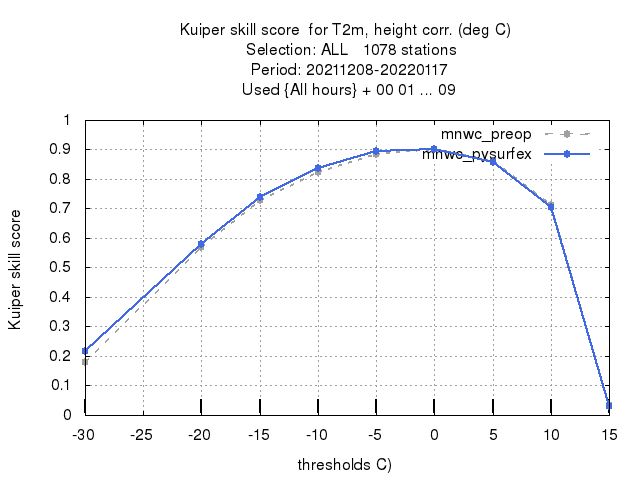 Kuiper skill score  for T2m, height corr. (deg C)
Selection: ALL   1078 stations
Period: 20211208-20220117
Used {All hours} + 00 01 ... 09
mnwc_preop
mnwc_pysurfex
1
0.9
0.8
0.7
0.6
0.5
0.4
0.3
0.2
0.1
0
Kuiper skill score
-30 -25 -20 -15 -10 -5 0 5 10 15
thresholds C)